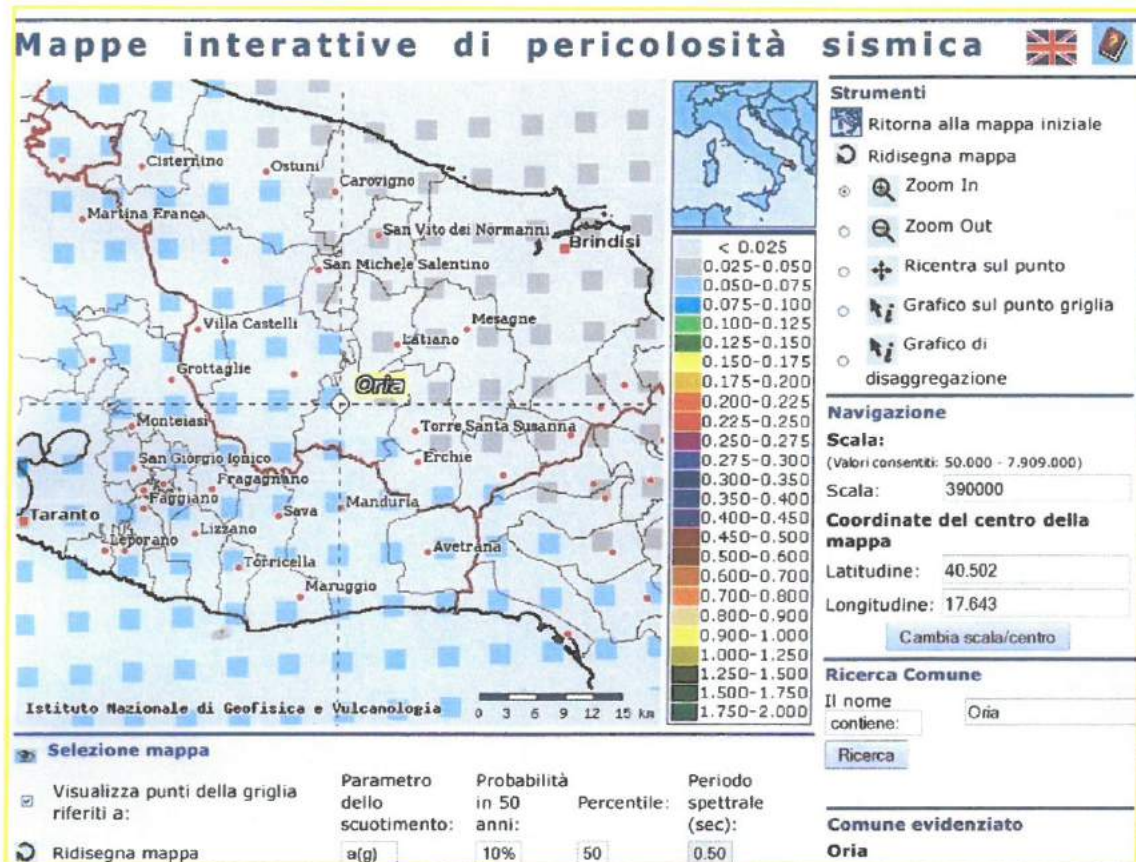 Mappe interattive di pericolosità sismica
Cisternino
Ostuni
Carovigno
Martina Franca
San Vito dei Normanni
Brindisi
San Michele Salentino
Villa Castelli
Mesagne
Latiano
Grottaglie
Oria
Monteiasi
Torre Santa Susanna
San Giorgio Ionico
Erchie
Fragagnano
Faggiano
Manduria
Taranto
Lizzano
Sava
Leporano
Avetrana
Torricella
Maruggio
Istituto Nazionale di Geofisica e Vulcanologia
0 3 6 9 12 15 km
< 0.025
0.025-0.050
0.050-0.075
0.075-0.100
0.100-0.125
0.125-0.150
0.150-0.175
0.175-0.200
0.200-0.225
0.225-0.250
0.250-0.275
0.275-0.300
0.300-0.350
0.350-0.400
0.400-0.450
0.450-0.500
0.500-0.600
0.600-0.700
0.700-0.800
0.800-0.900
0.900-1.000
1.000-1.250
1.250-1.500
1.500-1.750
1.750-2.000
Strumenti
Ritorna alla mappa iniziale
Ridisegna mappa
Zoom In
Zoom Out
Ricentra sul punto
Grafico sul punto griglia
Grafico di
disaggregazione
Navigazione
Scala:
(Valori consentiti: 50.000 - 7.909.000)
Scala: 390000
Coordinate del centro della
mappa
Latitudine: 40.502
Longitudine: 17.643
Cambia scala/centro
Ricerca Comune
Il nome
contiene: Oria
Ricerca
Comune evidenziato
Oria
Selezione mappa
Visualizza punti della griglia
riferiti a:
Ridisegna mappa
Parametro
dello
scuotimento:
a(g)
Probabilità
in 50
anni:
10%
Percentile:
50
Periodo
spettrale
(sec):
0.50